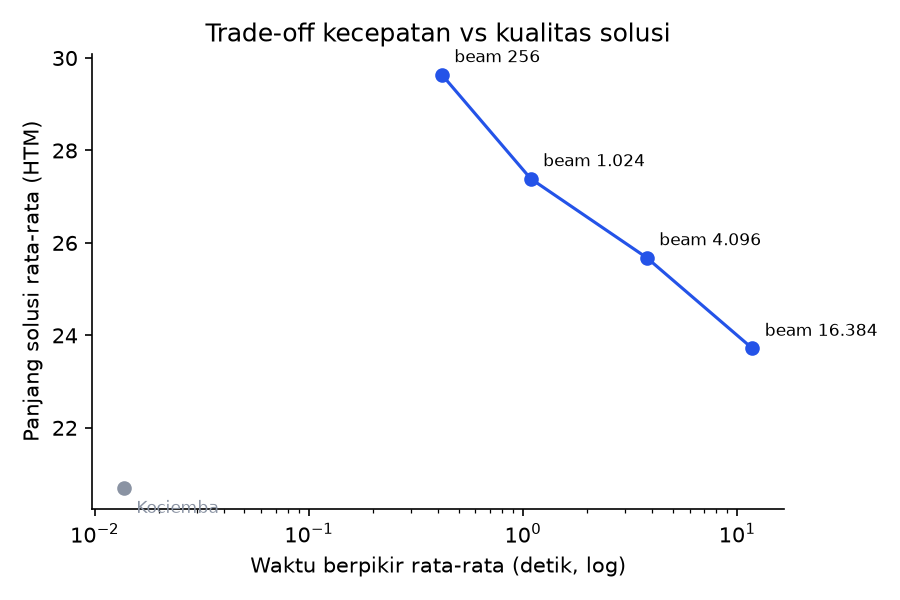 Trade-off kecepatan vs kualitas solusi
beam 256
beam 1.024
beam 4.096
beam 16.384
Kociemba
Panjang solusi rata-rata (HTM)
30
28
26
24
22
10⁻² 10⁻¹ 10⁰ 10¹
Waktu berpikir rata-rata (detik, log)